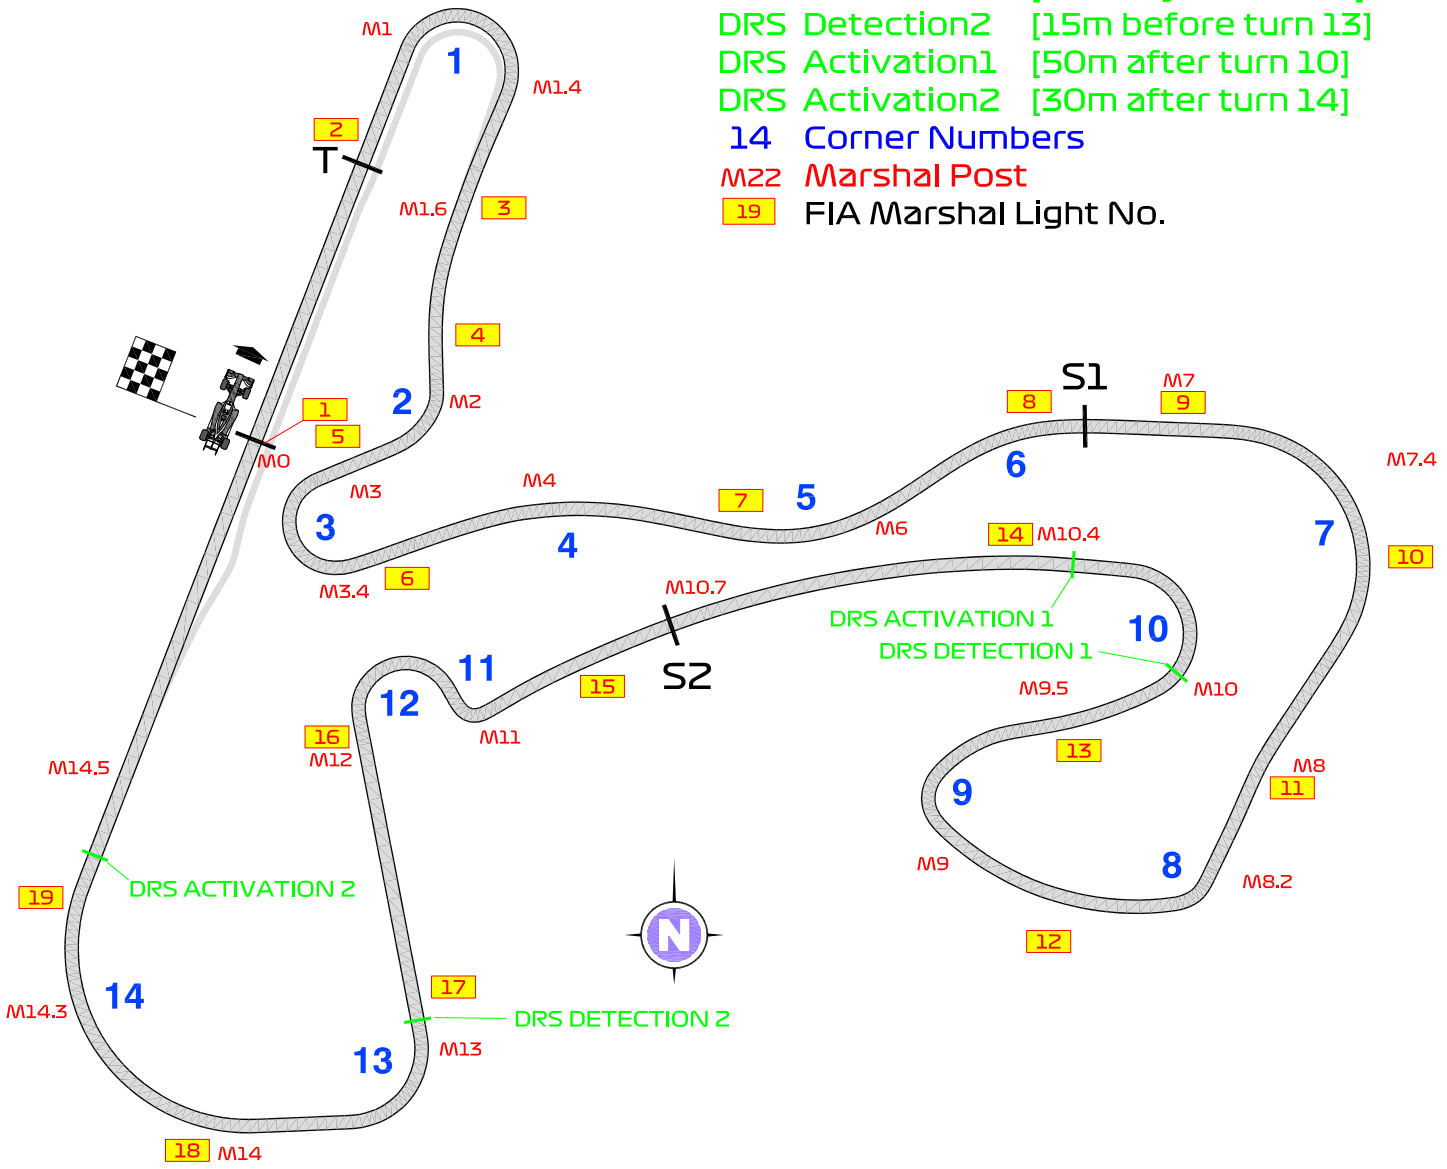 DRS Detection2 [15m before turn 13]
DRS Activation1 [50m after turn 10]
DRS Activation2 [30m after turn 14]
14 Corner Numbers
M22 Marshal Post
19 FIA Marshal Light No.
M1
1
M1.4
2
T
M1.6
3
4
2
M2
1
5
M0
M3
3
M3.4
6
M4
4
7
5
M6
6
8
S1
M7
9
M7.4
7
10
14
M10.4
M10.7
DRS ACTIVATION 1
10
DRS DETECTION 1
M10
M9.5
13
S2
15
11
12
M11
16
M12
9
M9
8
M8
11
M8.2
12
M14.5
19
DRS ACTIVATION 2
N
14
M14.3
17
DRS DETECTION 2
13
M13
18
M14